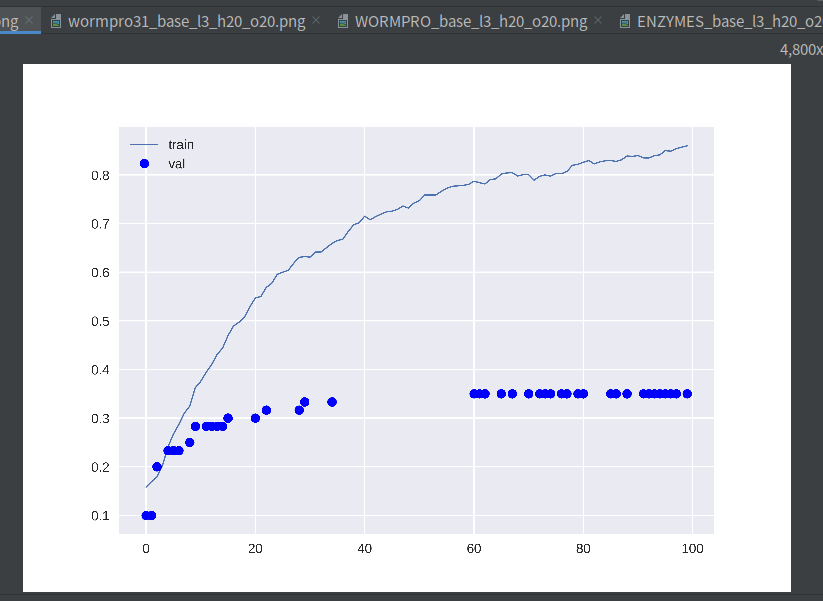 ng × wormpro31_base_l3_h20_o20.png × WORMPRO_base_l3_h20_o20.png × ENZYMES_base_l3_h20_o2
4,800x
train
val
0.8
0.7
0.6
0.5
0.4
0.3
0.2
0.1
0 20 40 60 80 100